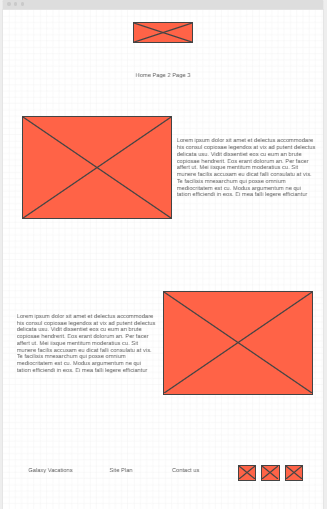 Home Page 2 Page 3
Lorem ipsum dolor sit amet et delectus accommodare
his consul copiosae legendos at vix ad putent delectus
delicata usu. Vidit dissentiet eos cu eum an brute
copiosae hendrerit. Eos erant dolorum an. Per facer
affert ut. Mei iisque mentitum moderatius cu. Sit
munere facilis accusam eu dicat falli consulatu at vis.
Te facilisis mnesarchum qui posse omnium
mediocritatem est cu. Modus argumentum ne qui
tation efficiendi in eos. Ei mea falli legere efficiantur
Lorem ipsum dolor sit amet et delectus accommodare
his consul copiosae legendos at vix ad putent delectus
delicata usu. Vidit dissentiet eos cu eum an brute
copiosae hendrerit. Eos erant dolorum an. Per facer
affert ut. Mei iisque mentitum moderatius cu. Sit
munere facilis accusam eu dicat falli consulatu at vis.
Te facilisis mnesarchum qui posse omnium
mediocritatem est cu. Modus argumentum ne qui
tation efficiendi in eos. Ei mea falli legere efficiantur
Galaxy Vacations Site Plan Contact us